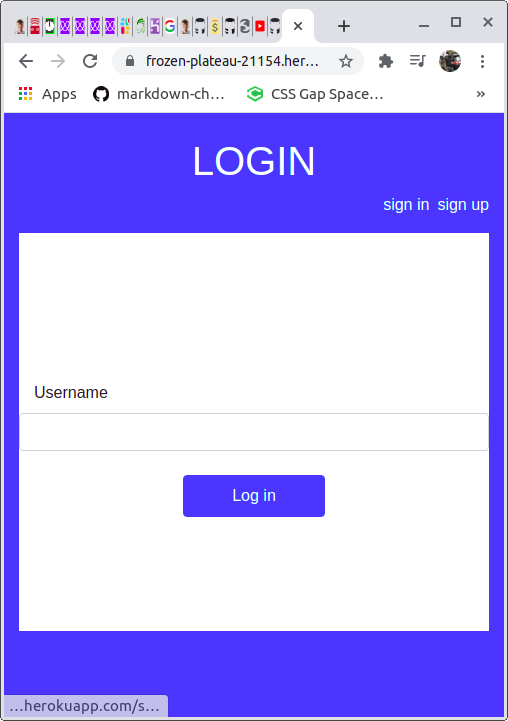 frozen-plateau-21154.her…
Apps markdown-ch… CSS Gap Space… »
LOGIN
sign in sign up
Username
Log in
…herokuapp.com/s…